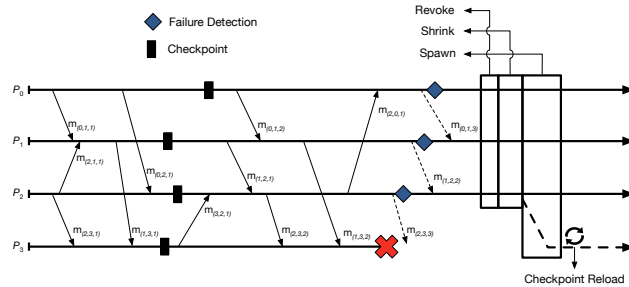 Revoke
Shrink
Spawn
Failure Detection
Checkpoint
P0
m(0,1,1)
m(0,1,2)
m(2,0,1)
m(0,1,3)
P1
m(2,1,1)
m(0,2,1)
m(1,2,1)
m(1,2,2)
P2
m(2,3,1)
m(1,3,1)
m(3,2,1)
m(2,3,2)
m(1,3,2)
m(2,3,3)
P3
Checkpoint Reload